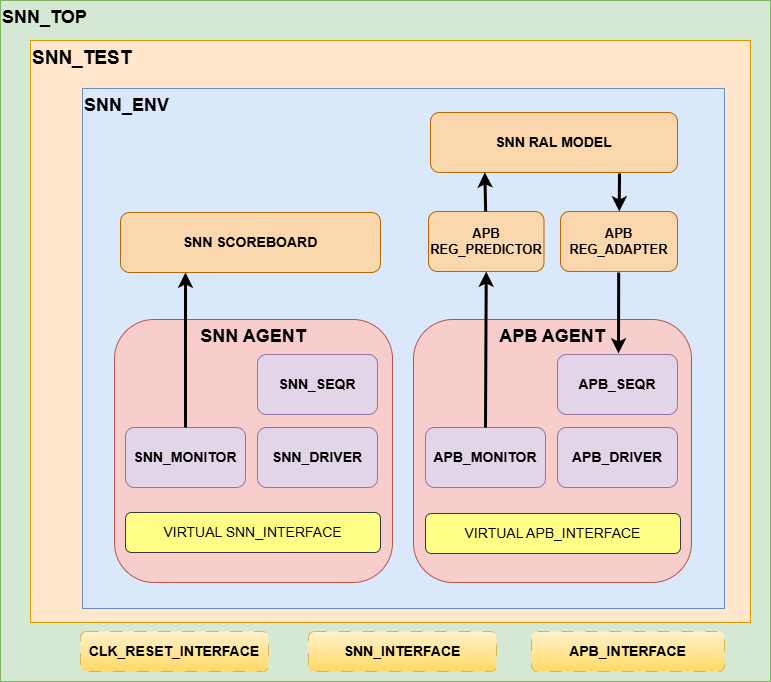 SNN_TOP
SNN_TEST
SNN_ENV
SNN RAL MODEL
SNN SCOREBOARD
APB
REG_PREDICTOR
APB
REG_ADAPTER
SNN AGENT
SNN_SEQR
SNN_MONITOR
SNN_DRIVER
VIRTUAL SNN_INTERFACE
APB AGENT
APB_SEQR
APB_MONITOR
APB_DRIVER
VIRTUAL APB_INTERFACE
CLK_RESET_INTERFACE
SNN_INTERFACE
APB_INTERFACE